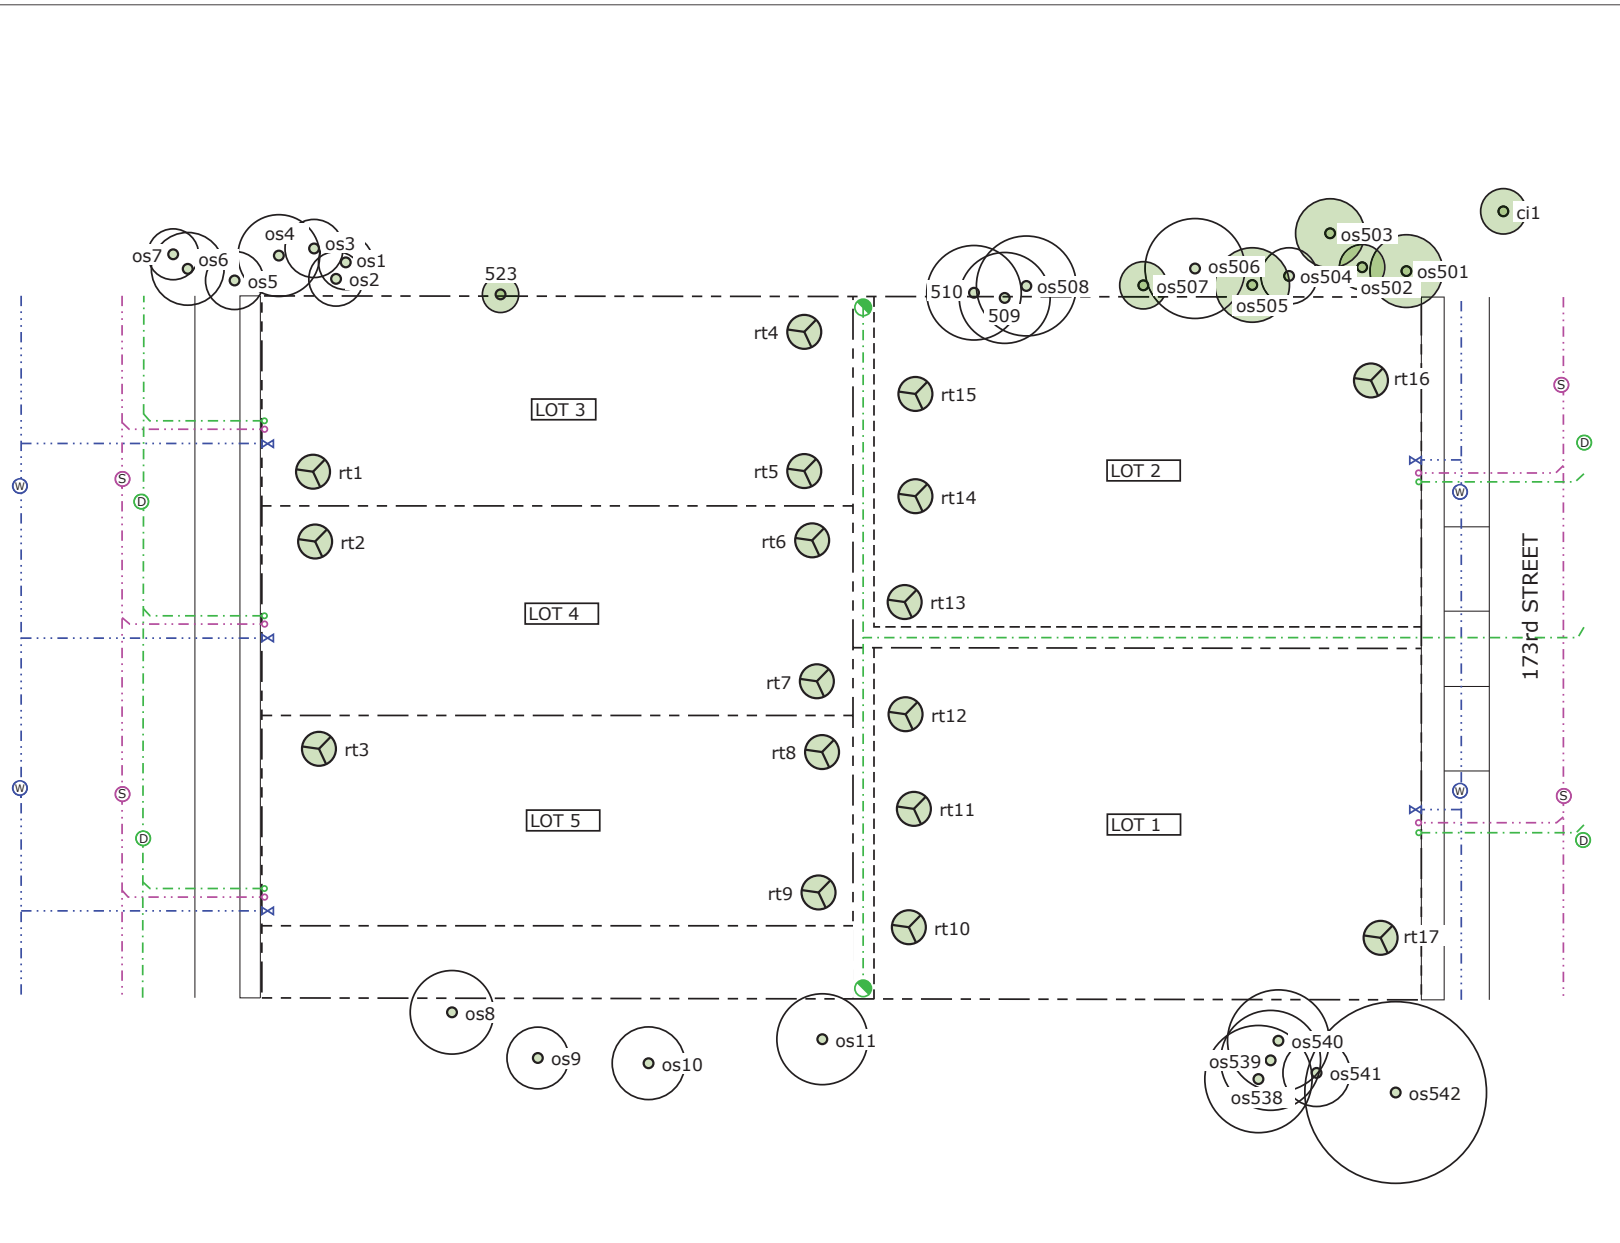 ci1
os503
os4
os3
os7
os6
os1
os506
os504
os501
523
os2
os5
510
os508
os507
os502
509
os505
rt4
rt16
S
rt15
LOT 3
D
rt1
rt5
LOT 2
S
W
W
D
rt14
rt2
rt6
173rd STREET
rt13
LOT 4
rt7
rt12
rt3
rt8
W
W
S
S
rt11
LOT 5
LOT 1
D
D
rt9
rt10
rt17
os8
os11
os540
os9
os10
os539
os541
os538
os542